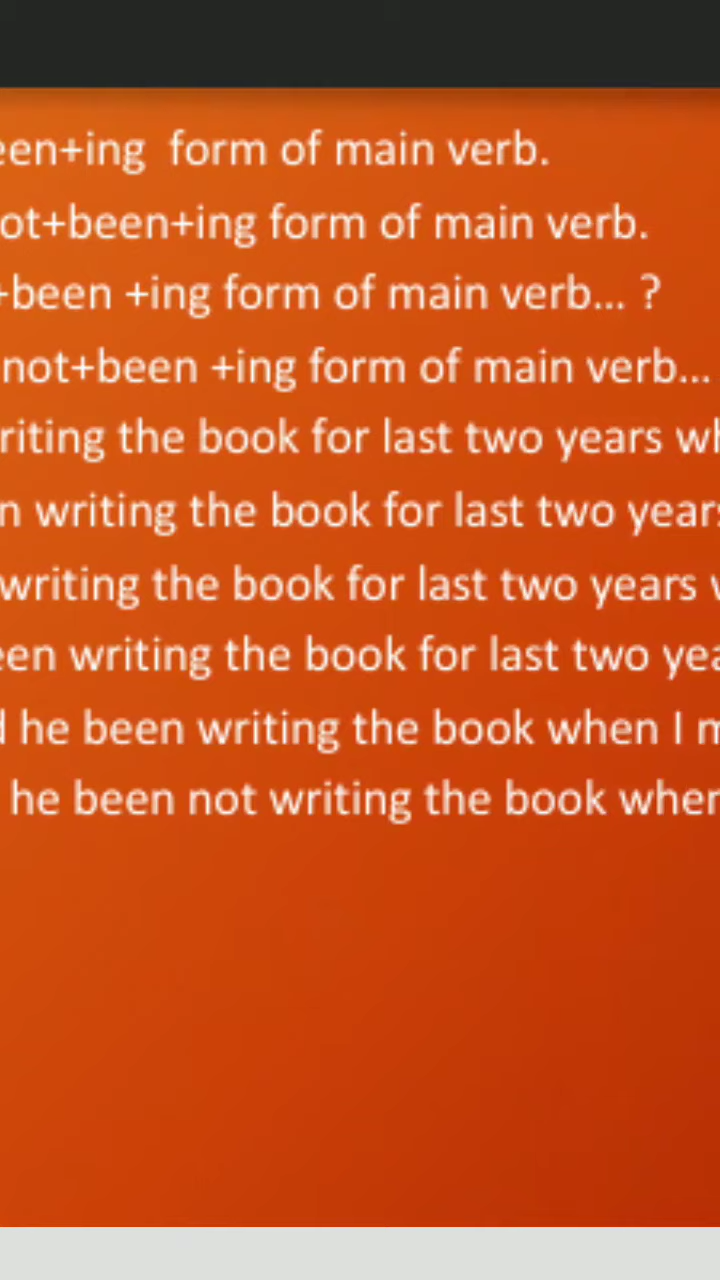 een+ing form of main verb.
ot+been+ing form of main verb.
+been +ing form of main verb... ?
not+been +ing form of main verb...
riting the book for last two years wh
n writing the book for last two years
writing the book for last two years w
een writing the book for last two yea
d he been writing the book when I m
he been not writing the book when